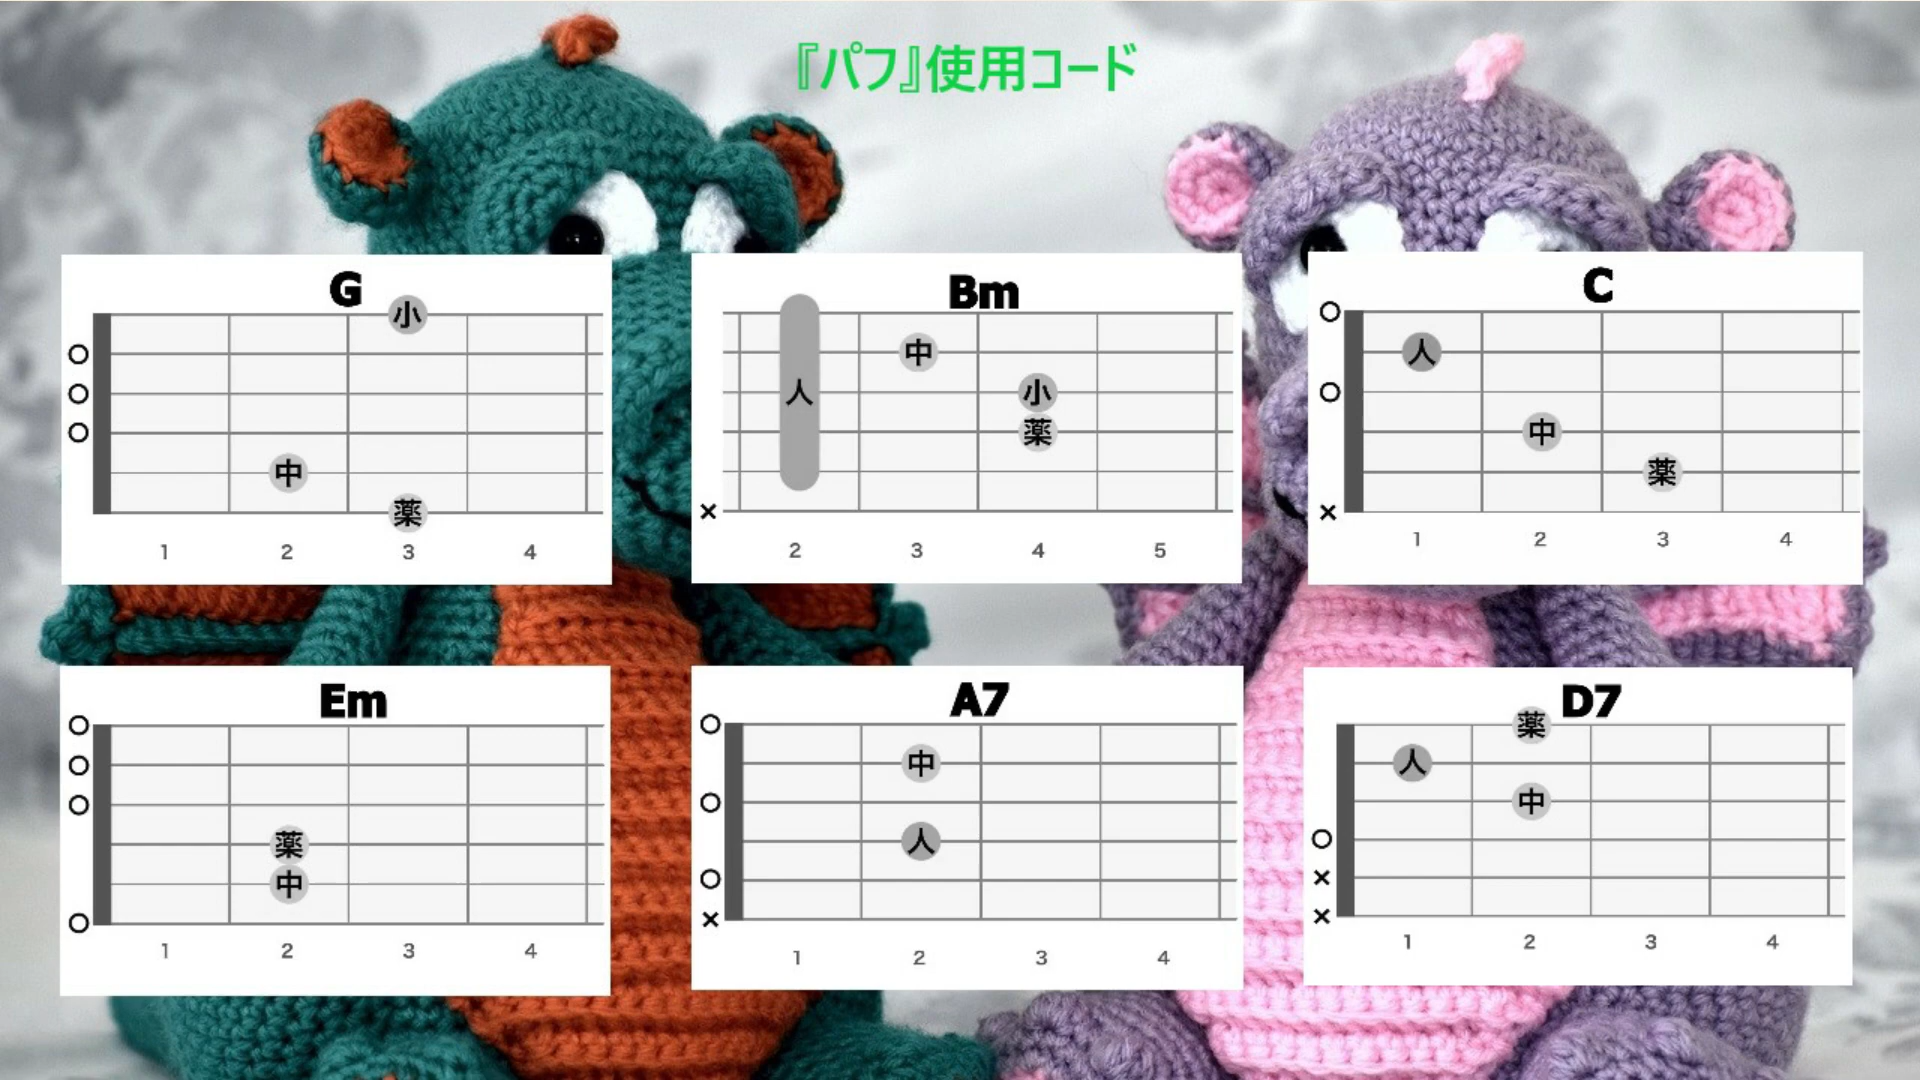 『パフ』使用コード
G
小
○
○
○
中
薬
1 2 3 4
Bm
中
人 小
薬
×
2 3 4 5
C
○
人
○
中
薬
×
1 2 3 4
Em
○
○
○
薬
中
○
1 2 3 4
A7
○
中
○
人
○
×
1 2 3 4
D7
薬
人
中
○
×
×
1 2 3 4